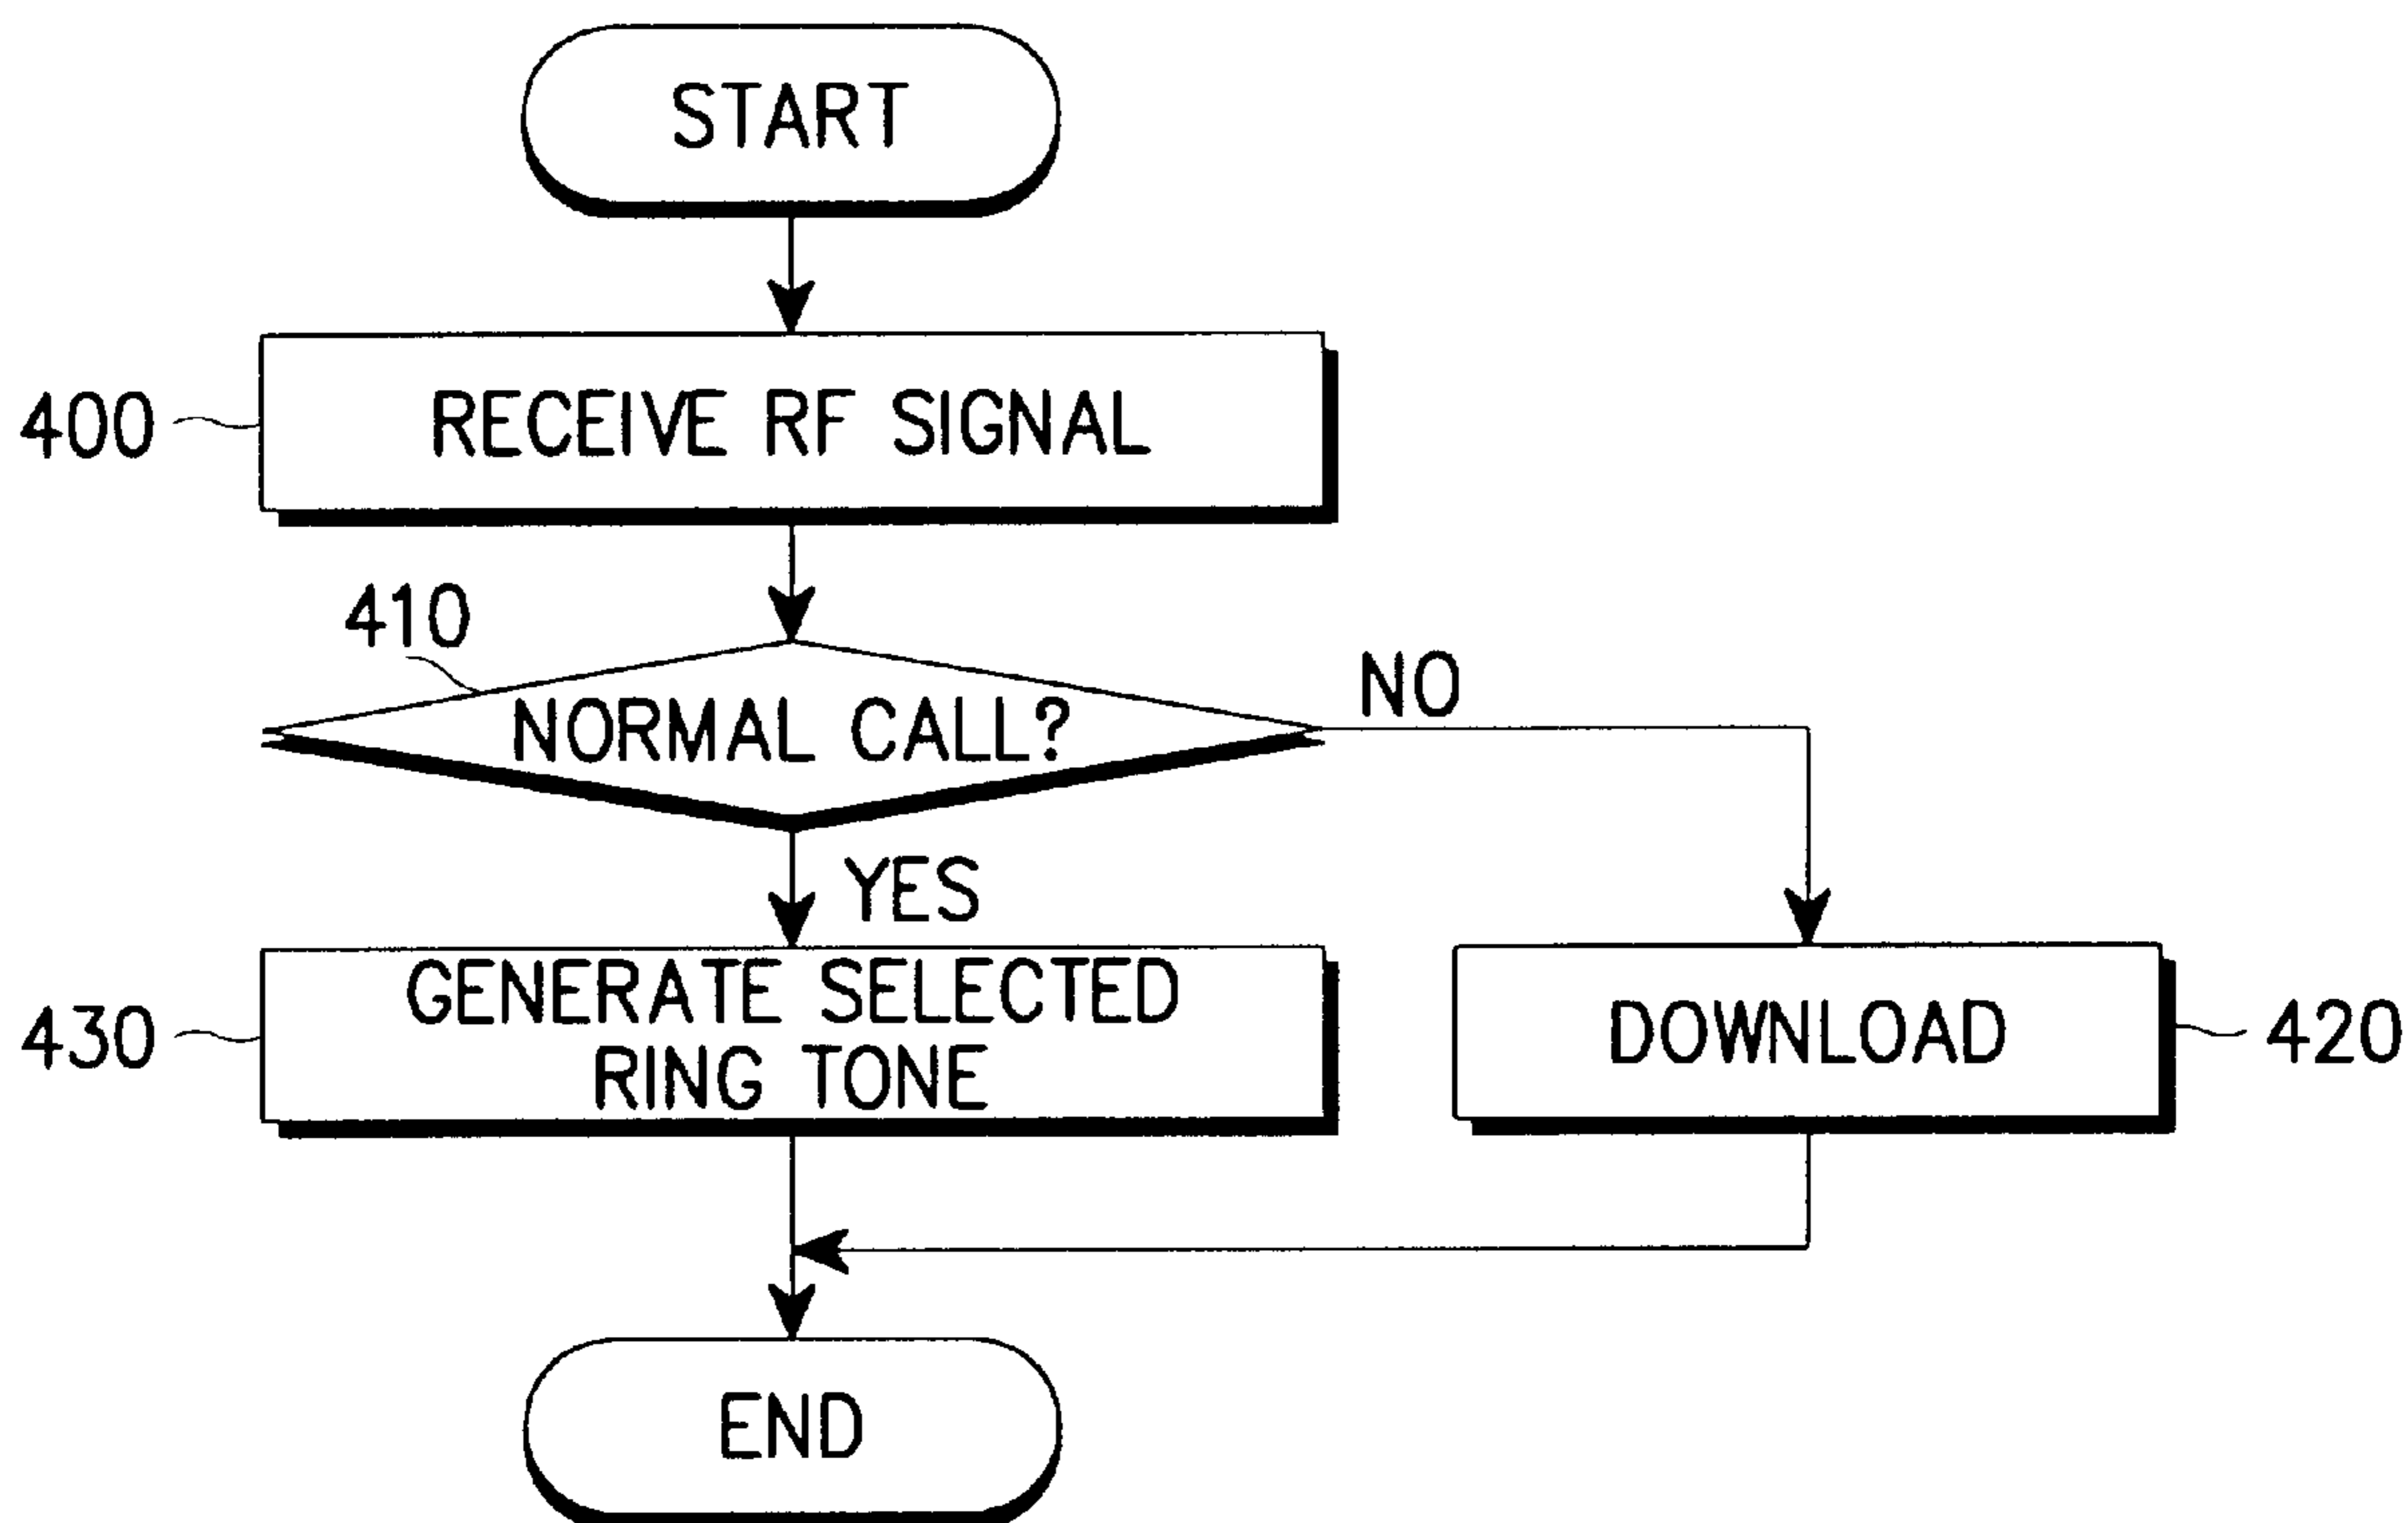 START
400
RECEIVE RF SIGNAL
410
NORMAL CALL?
NO
YES
430
GENERATE SELECTED
RING TONE
DOWNLOAD
420
END